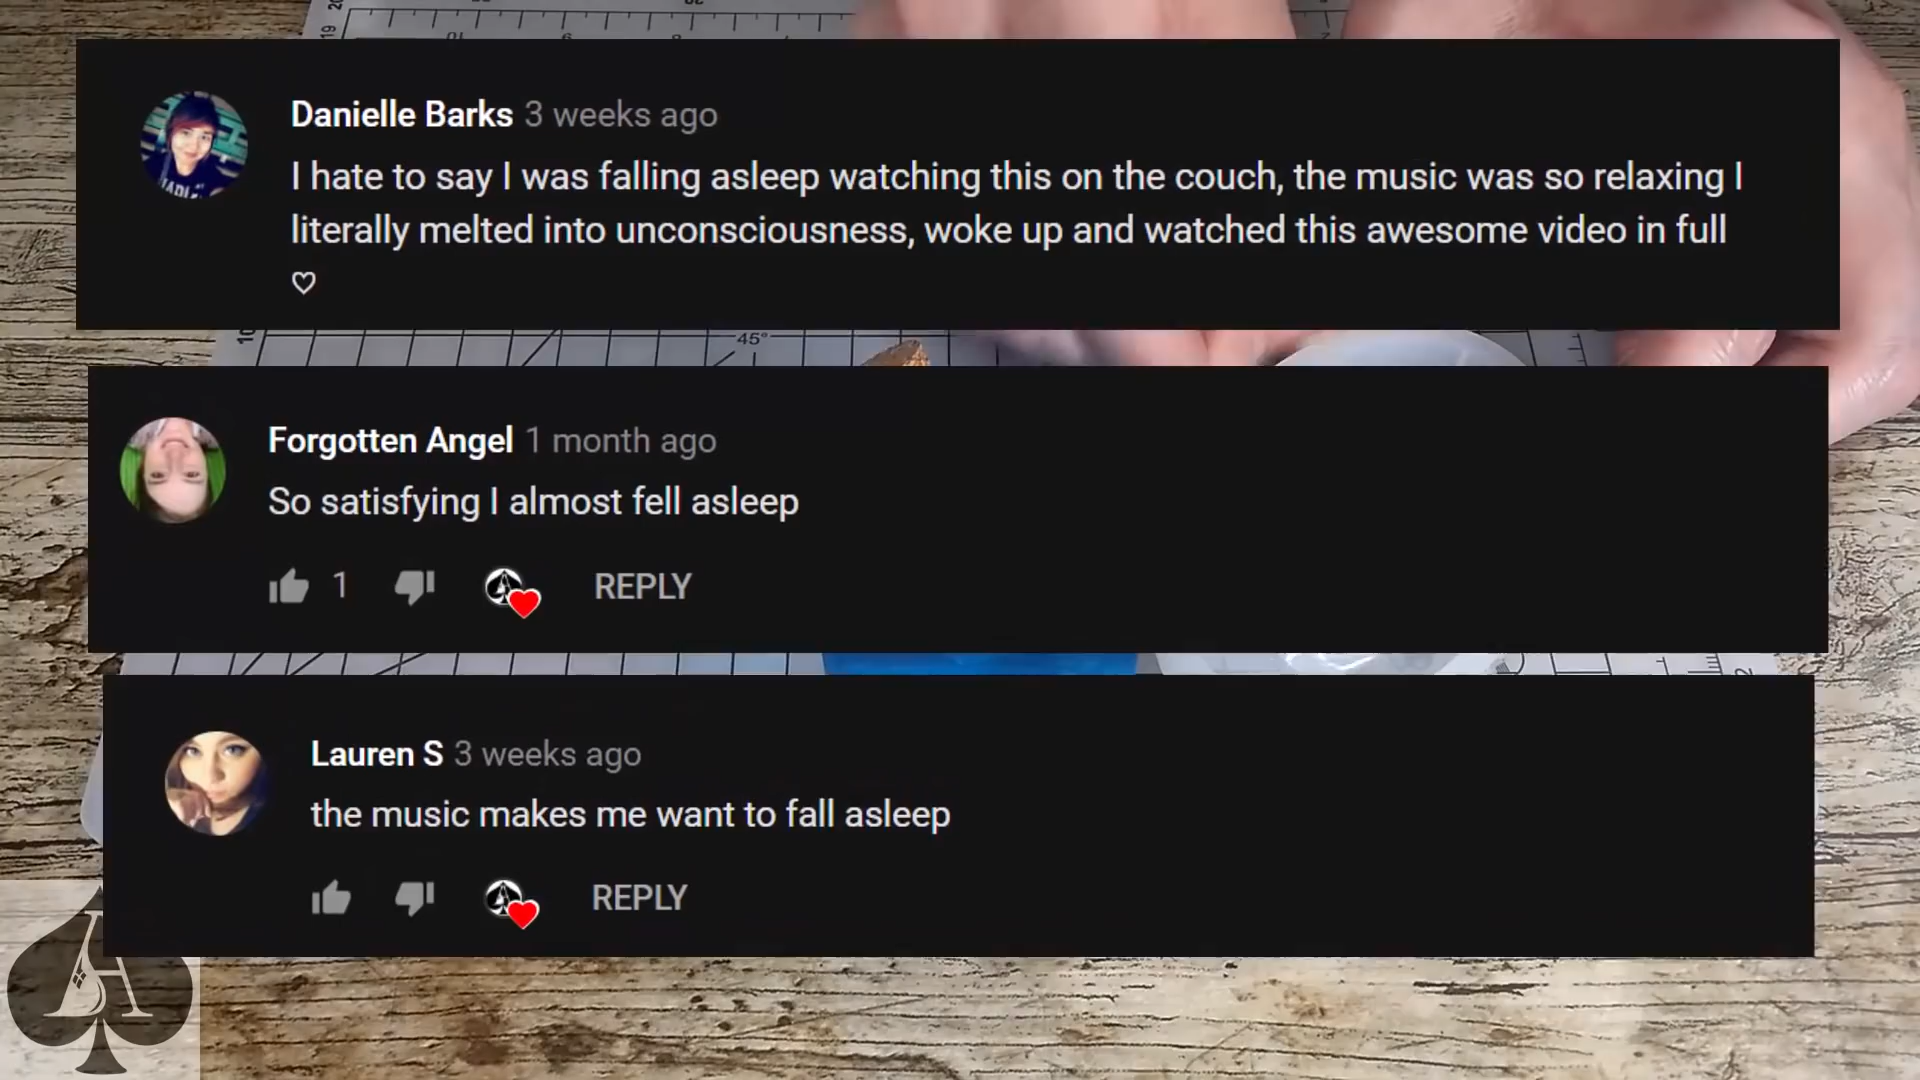 Danielle Barks 3 weeks ago
I hate to say I was falling asleep watching this on the couch, the music was so relaxing I
literally melted into unconsciousness, woke up and watched this awesome video in full
♡
45°
Forgotten Angel 1 month ago
So satisfying I almost fell asleep
1 REPLY
Lauren S 3 weeks ago
the music makes me want to fall asleep
REPLY